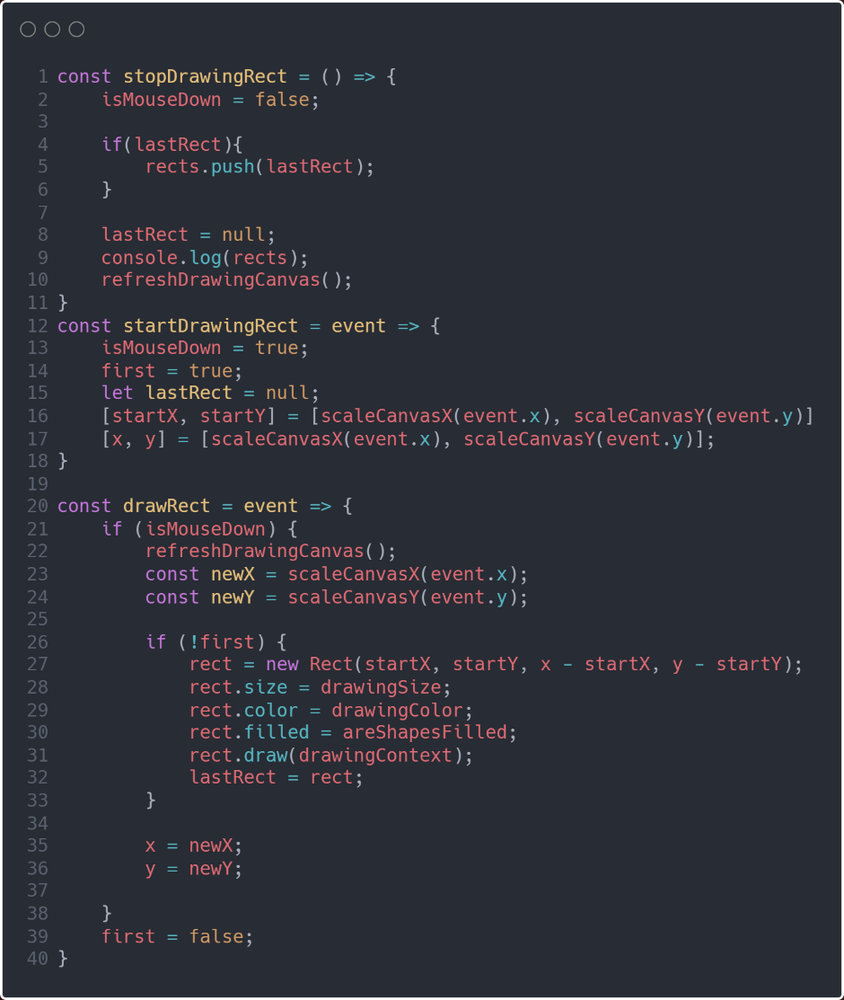 1 const stopDrawingRect = () => {
2     isMouseDown = false;
3
4     if(lastRect){
5         rects.push(lastRect);
6     }
7
8     lastRect = null;
9     console.log(rects);
10     refreshDrawingCanvas();
11 }
12 const startDrawingRect = event => {
13     isMouseDown = true;
14     first = true;
15     let lastRect = null;
16     [startX, startY] = [scaleCanvasX(event.x), scaleCanvasY(event.y)]
17     [x, y] = [scaleCanvasX(event.x), scaleCanvasY(event.y)];
18 }
19
20 const drawRect = event => {
21     if (isMouseDown) {
22         refreshDrawingCanvas();
23         const newX = scaleCanvasX(event.x);
24         const newY = scaleCanvasY(event.y);
25
26         if (!first) {
27             rect = new Rect(startX, startY, x - startX, y - startY);
28             rect.size = drawingSize;
29             rect.color = drawingColor;
30             rect.filled = areShapesFilled;
31             rect.draw(drawingContext);
32             lastRect = rect;
33         }
34
35         x = newX;
36         y = newY;
37
38     }
39     first = false;
40 }